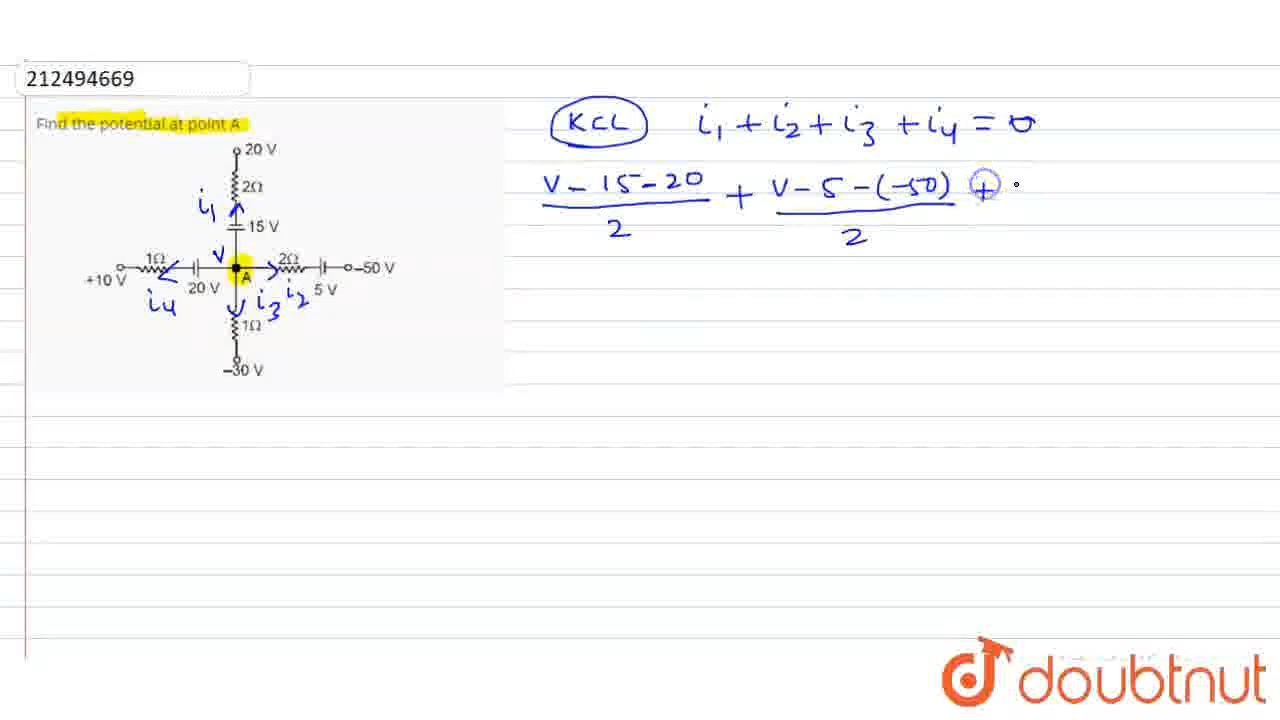 212494669
Find the potential at point A
20 V
2Ω
i₁
15 V
1Ω
V
2Ω
+10 V
A
–50 V
20 V
5 V
i₄
i₃
i₂
1Ω
–30 V
KCL i₁ + i₂ + i₃ + i₄ = 0
V – 15 – 20 / 2 + V – 5 – (–50) / 2 +
doubtnut